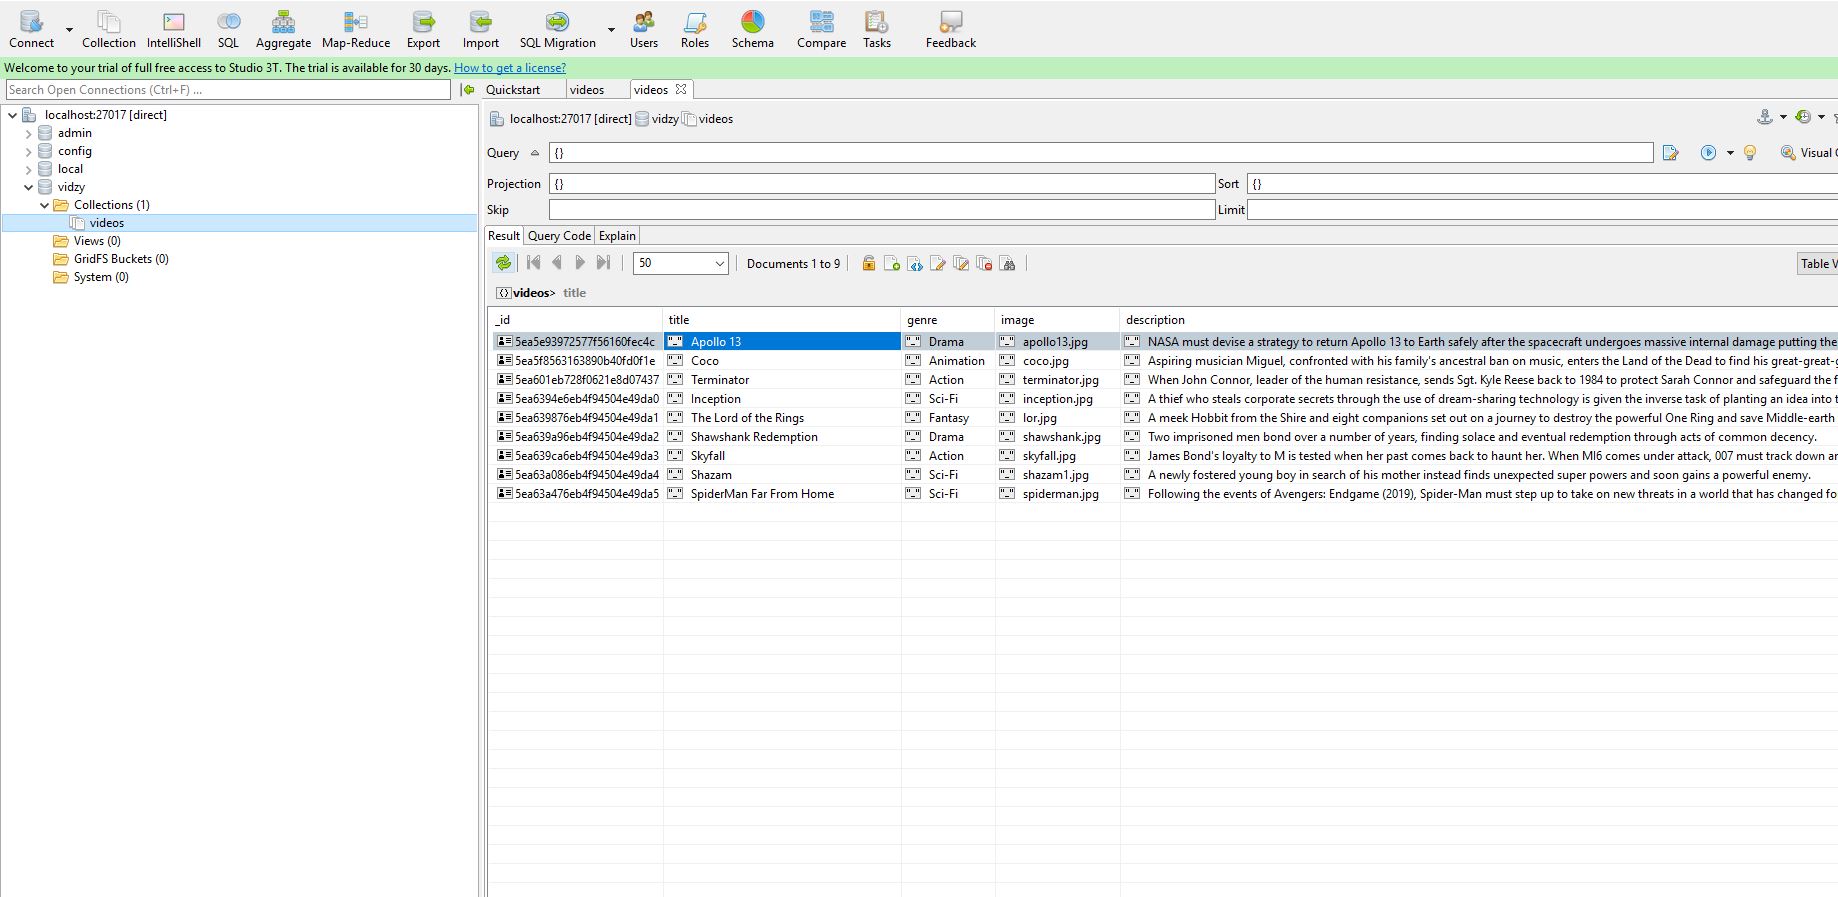 Connect Collection IntelliShell SQL Aggregate Map-Reduce Export Import SQL Migration Users Roles Schema Compare Tasks Feedback
Welcome to your trial of full free access to Studio 3T. The trial is available for 30 days. How to get a license?
Search Open Connections (Ctrl+F) ...
localhost:27017 [direct]
admin
config
local
vidzy
Collections (1)
videos
Views (0)
GridFS Buckets (0)
System (0)
Quickstart videos videos
localhost:27017 [direct] vidzy videos
Query {} Visual
Projection {} Sort {}
Skip Limit
Result Query Code Explain
50 Documents 1 to 9 Table
videos> title
_id title genre image description
5ea5e93972577f56160fec4c Apollo 13 Drama apollo13.jpg NASA must devise a strategy to return Apollo 13 to Earth safely after the spacecraft undergoes massive internal damage putting the
5ea5f8563163890b40fd0f1e Coco Animation coco.jpg Aspiring musician Miguel, confronted with his family's ancestral ban on music, enters the Land of the Dead to find his great-great-
5ea601eb728f0621e8d07437 Terminator Action terminator.jpg When John Connor, leader of the human resistance, sends Sgt. Kyle Reese back to 1984 to protect Sarah Connor and safeguard the
5ea6394e6eb4f94504e49da0 Inception Sci-Fi inception.jpg A thief who steals corporate secrets through the use of dream-sharing technology is given the inverse task of planting an idea into
5ea639876eb4f94504e49da1 The Lord of the Rings Fantasy lor.jpg A meek Hobbit from the Shire and eight companions set out on a journey to destroy the powerful One Ring and save Middle-earth
5ea639a96eb4f94504e49da2 Shawshank Redemption Drama shawshank.jpg Two imprisoned men bond over a number of years, finding solace and eventual redemption through acts of common decency.
5ea639ca6eb4f94504e49da3 Skyfall Action skyfall.jpg James Bond's loyalty to M is tested when her past comes back to haunt her. When MI6 comes under attack, 007 must track down
5ea63a086eb4f94504e49da4 Shazam Sci-Fi shazam1.jpg A newly fostered young boy in search of his mother instead finds unexpected super powers and soon gains a powerful enemy.
5ea63a476eb4f94504e49da5 SpiderMan Far From Home Sci-Fi spiderman.jpg Following the events of Avengers: Endgame (2019), Spider-Man must step up to take on new threats in a world that has changed